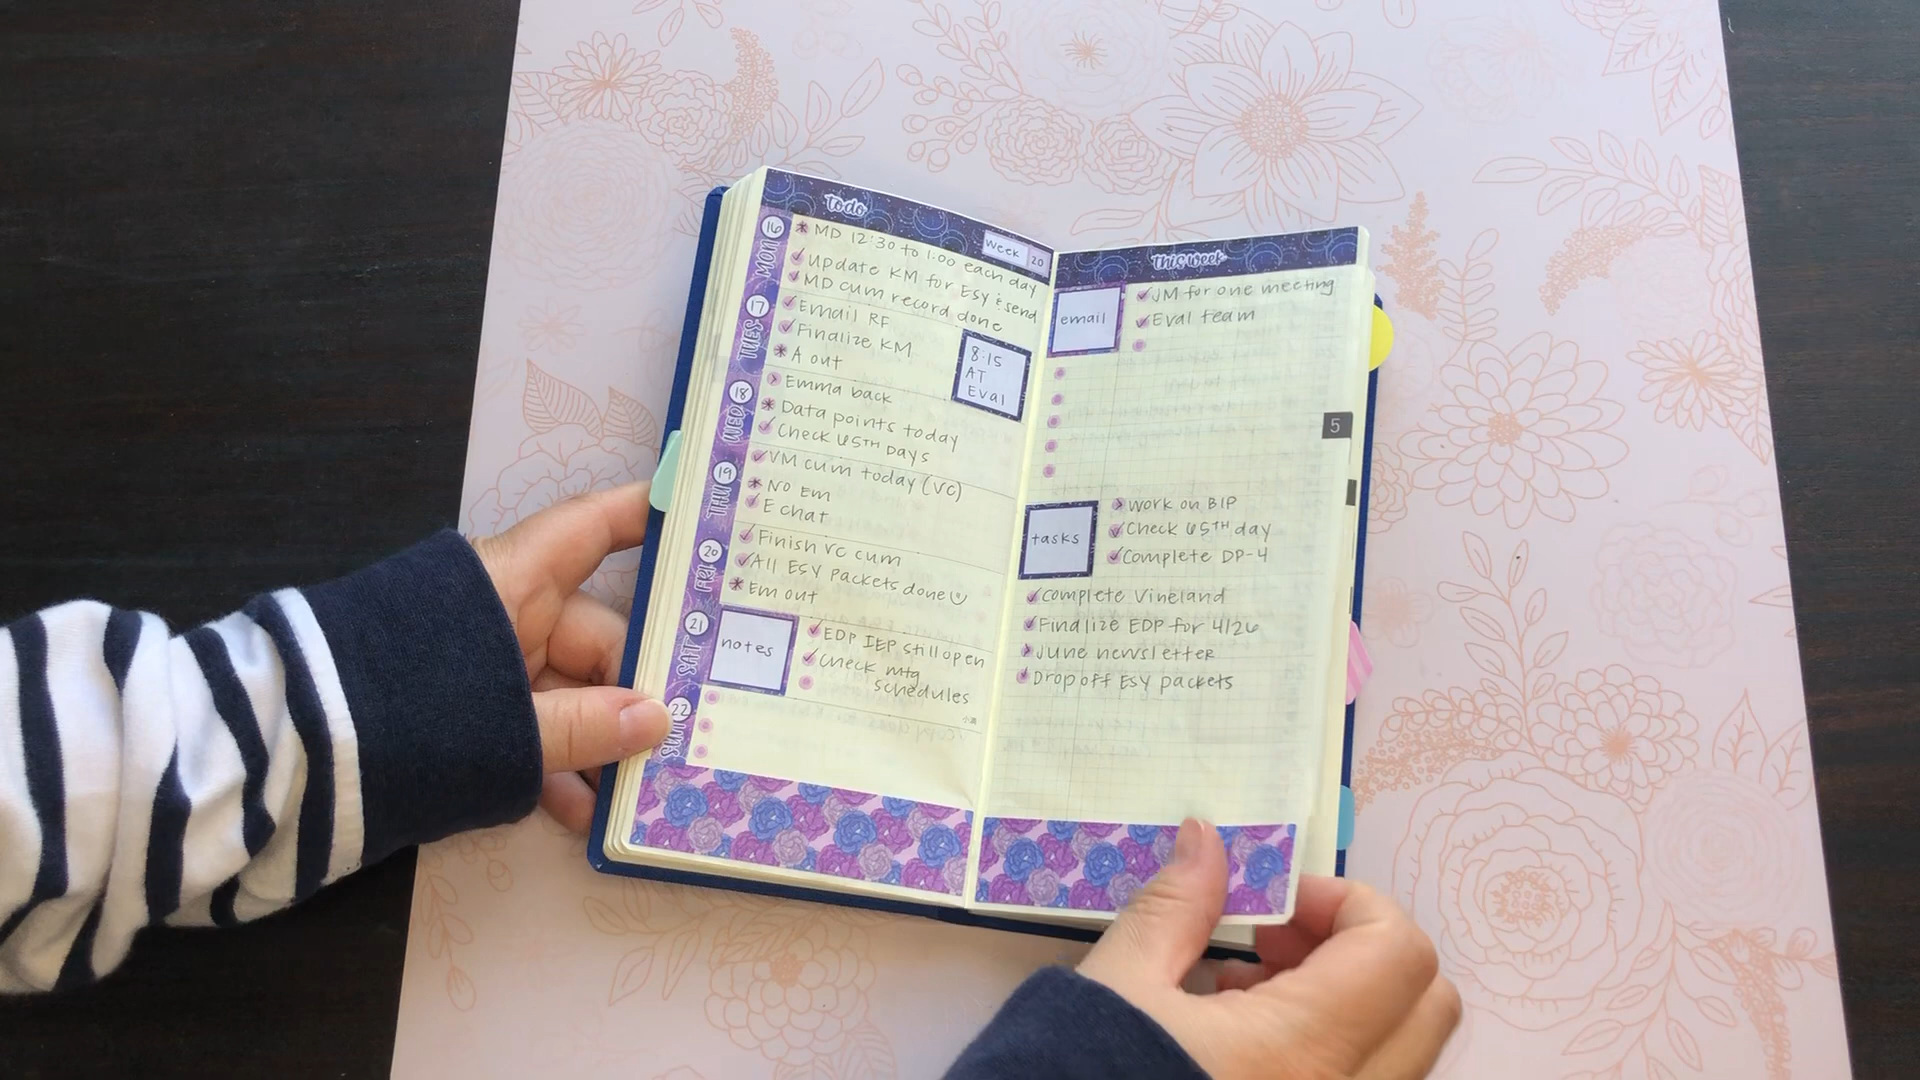 to do
Week 20
16
MON
* MD 12:30 to 1:00 each day
✓ Update KM for ESY & send
✓ MD cum record done
17
TUES
✓ Email RF
✓ Finalize KM
* A out
8:15
AT
Eval
18
WED
> Emma back
* Data points today
✓ Check 65TH DAYS
19
THU
✓ VM cum today (VC)
* NO Em
✓ E chat
20
FRI
✓ Finish VC cum
✓ All ESY packets done
* Em out
21
SAT
notes
✓ EDP IEP still open
✓ Check mtg
schedules
22
SUN
小満
this week
email
✓ JM for one meeting
✓ Eval team
5
tasks
> Work on BIP
✓ Check 65TH day
✓ Complete DP-4
✓ Complete Vineland
✓ Finalize EDP for 4/26
> June newsletter
✓ Drop off ESY packets